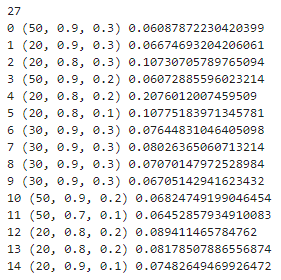 27
0 (50, 0.9, 0.3) 0.06087872230420399
1 (20, 0.9, 0.3) 0.06674693204206061
2 (20, 0.8, 0.3) 0.10730705789765094
3 (50, 0.9, 0.2) 0.06072885596023214
4 (20, 0.8, 0.2) 0.2076012007459509
5 (20, 0.8, 0.1) 0.10775183971345781
6 (30, 0.9, 0.3) 0.07644831046405098
7 (30, 0.9, 0.3) 0.08026365060713214
8 (30, 0.9, 0.3) 0.07070147972528984
9 (30, 0.9, 0.3) 0.06705142941623432
10 (50, 0.9, 0.2) 0.06824749199046454
11 (50, 0.7, 0.1) 0.06452857934910083
12 (20, 0.8, 0.2) 0.089411465784762
13 (20, 0.8, 0.2) 0.08178507886556874
14 (20, 0.9, 0.1) 0.07482649469926472